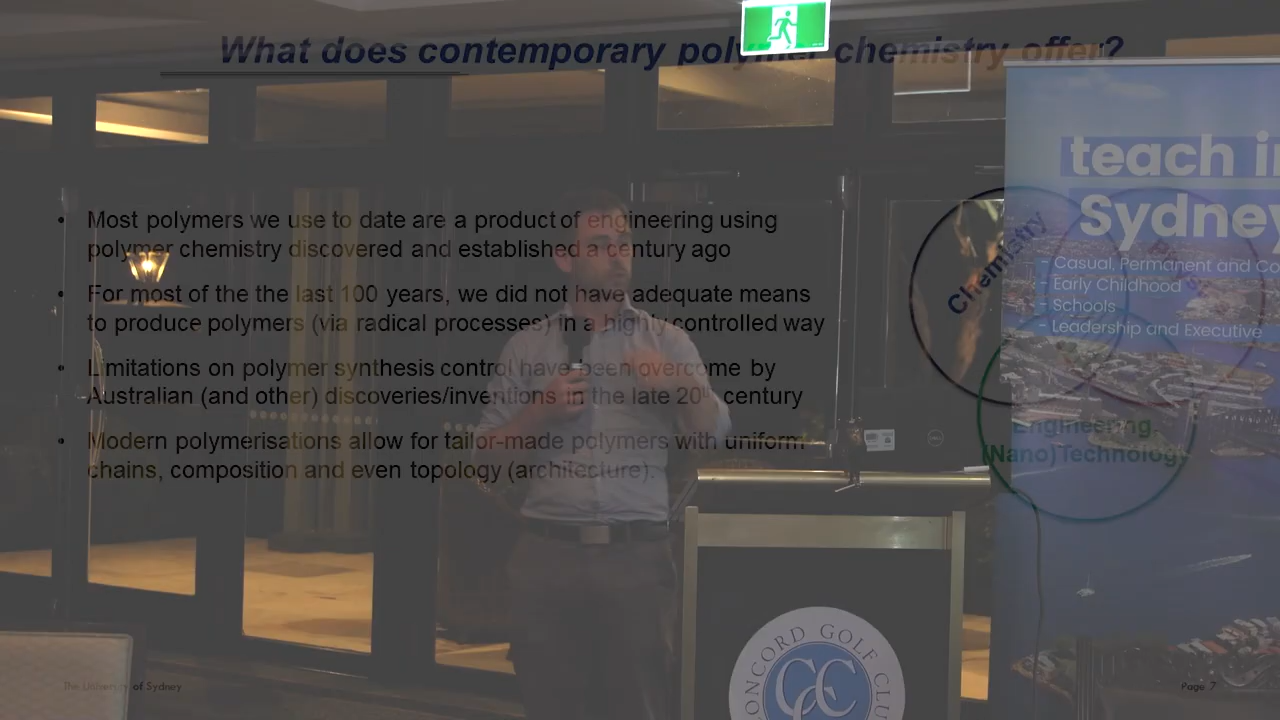 What does contemporary polymer chemistry offer?
• Most polymers we use to date are a product of engineering using
polymer chemistry discovered and established a century ago
• For most of the the last 100 years, we did not have adequate means
to produce polymers (via radical processes) in a highly controlled way
• Limitations on polymer synthesis control have been overcome by
Australian (and other) discoveries/inventions in the late 20th century
• Modern polymerisations allow for tailor-made polymers with uniform
chains, composition and even topology (architecture).
Chemistry
Engineering,
(Nano)Technology
teach in
Sydney
- Casual, Permanent and Co
- Early Childhood
- Schools
- Leadership and Executive
CONCORD GOLF CLU
The University of Sydney
Page 7